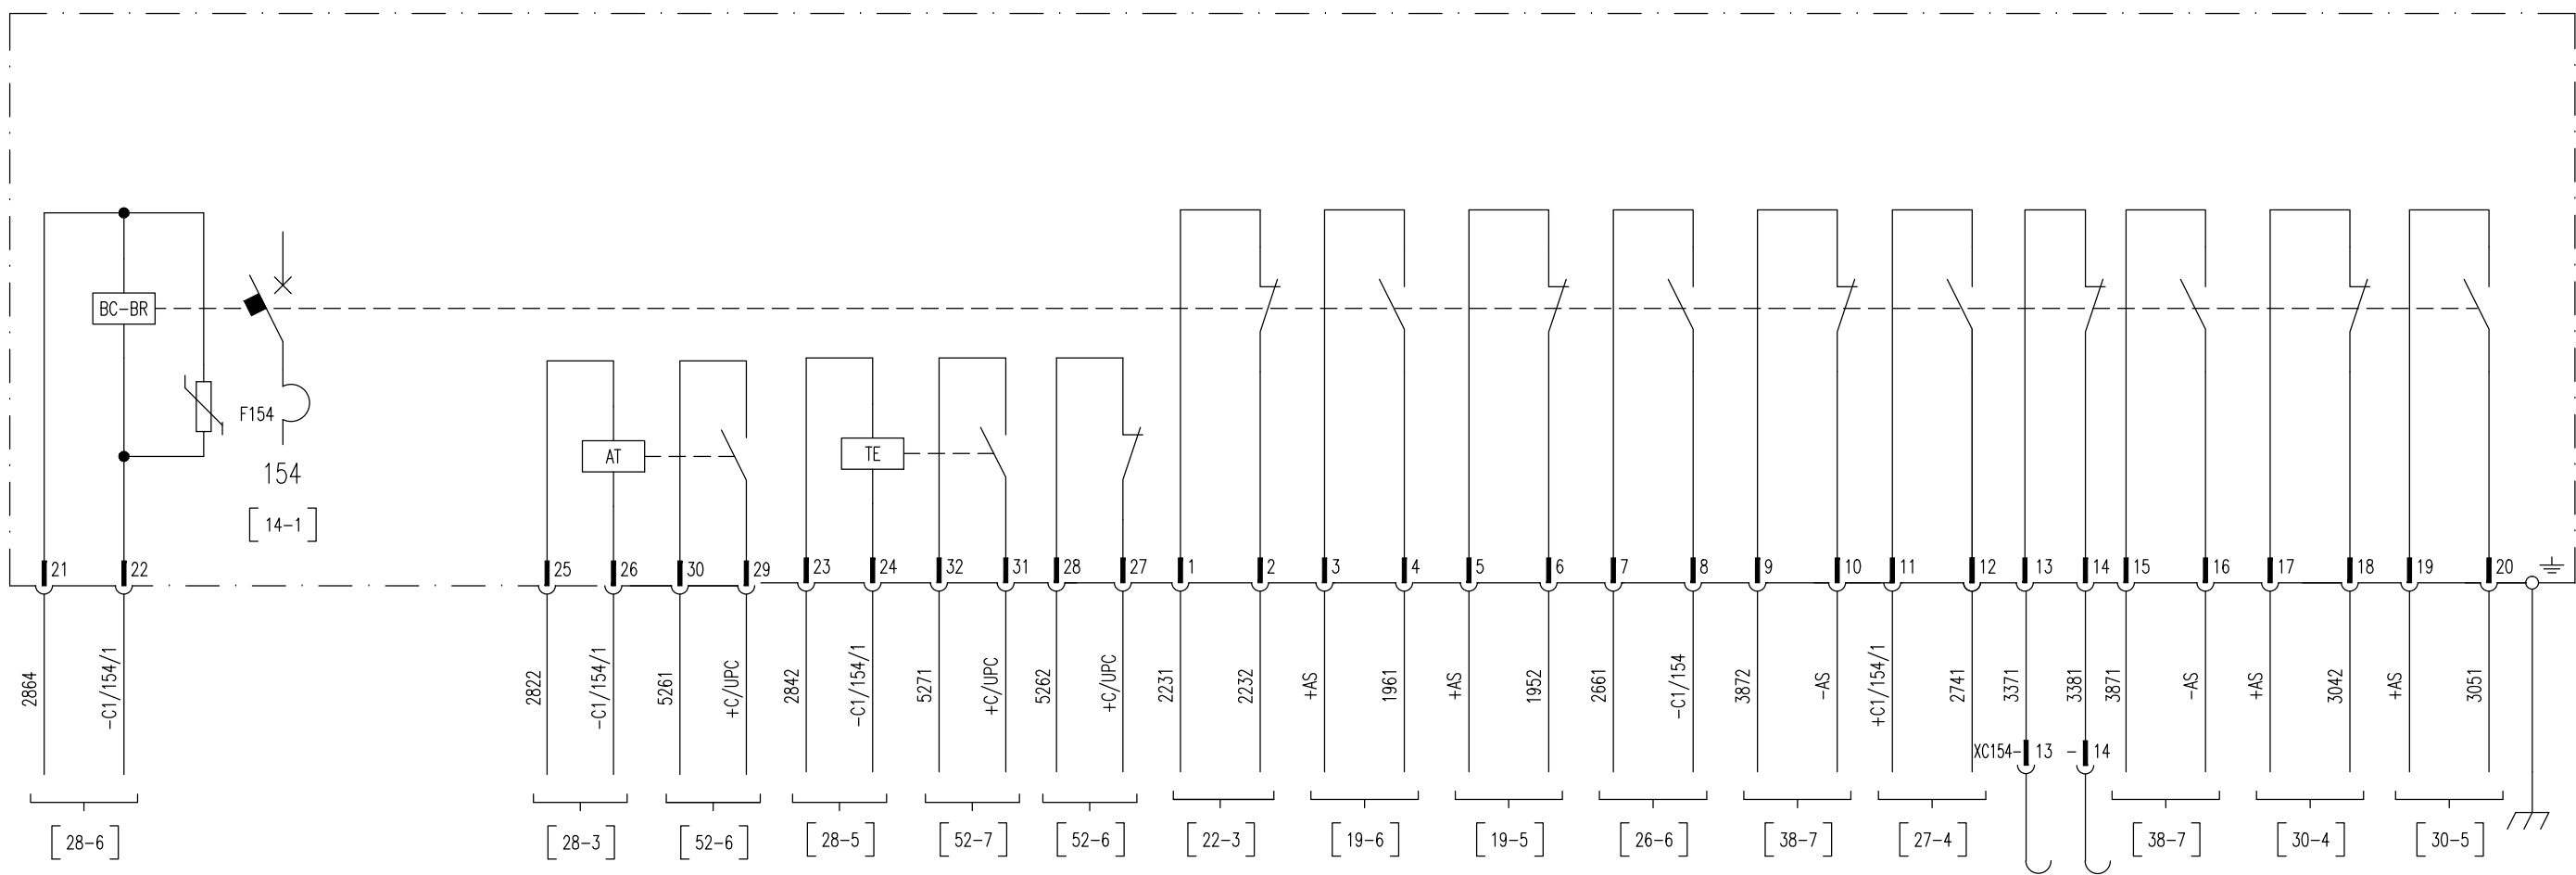 BC-BR
F154
154
14-1
AT
TE
21 22 25 26 30 29 23 24 32 31 28 27 1 2 3 4 5 6 7 8 9 10 11 12 13 14 15 16 17 18 19 20
2864 -C1/154/1 2822 -C1/154/1 5261 +C/UPC 2842 -C1/154/1 5271 +C/UPC 5262 +C/UPC 2231 2232 +AS 1961 +AS 1952 2661 -C1/154 3872 -AS +C1/154/1 2741 3371 3381 3871 -AS +AS 3042 +AS 3051
XC154- 13 - 14
28-6 28-3 52-6 28-5 52-7 52-6 22-3 19-6 19-5 26-6 38-7 27-4 38-7 30-4 30-5